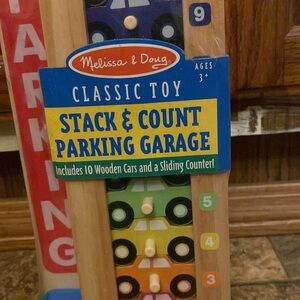 PARKING
9
Melissa & Doug
AGES
3+
CLASSIC TOY
STACK & COUNT
PARKING GARAGE
Includes 10 Wooden Cars and a Sliding Counter!
5
4
3